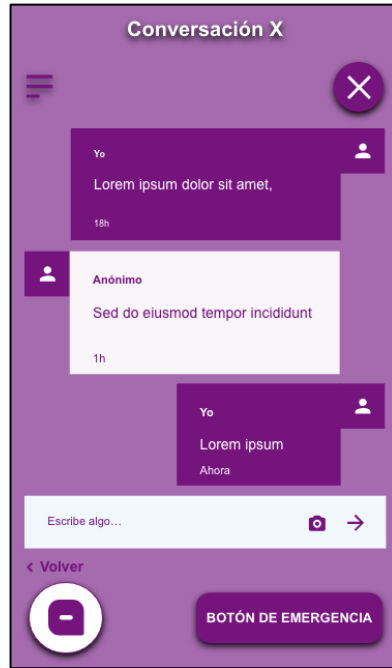 Conversación X
Yo
Lorem ipsum dolor sit amet,
18h
Anónimo
Sed do eiusmod tempor incididunt
1h
Yo
Lorem ipsum
Ahora
Escribe algo...
Volver
BOTÓN DE EMERGENCIA